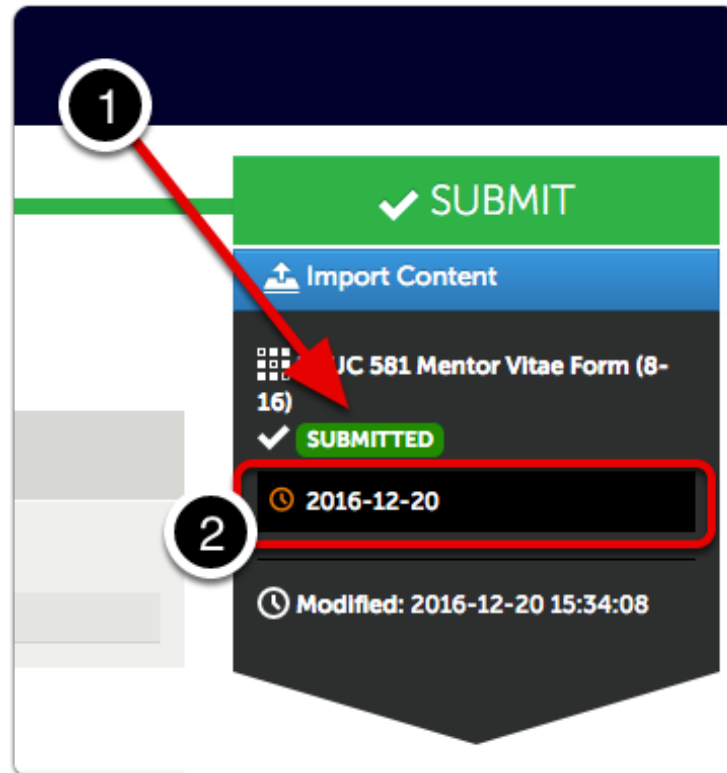 1
SUBMIT
Import Content
UC 581 Mentor Vitae Form (8-
16)
SUBMITTED
2016-12-20
2
Modified: 2016-12-20 15:34:08